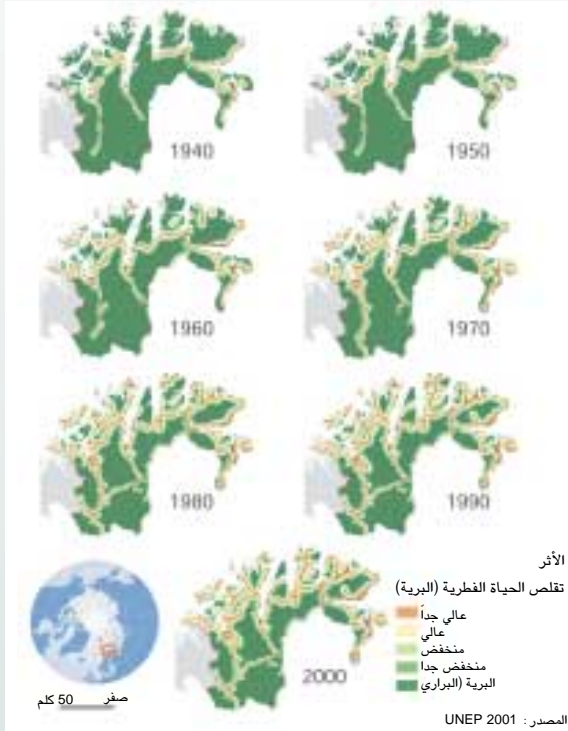 1940
1950
1960
1970
1980
1990
2000
الأثر
تقلص الحياة الفطرية (البرية)
عالي جداً
عالي
منخفض
منخفض جدا
البرية (البراري
صفر 50 كلم
المصدر : UNEP 2001